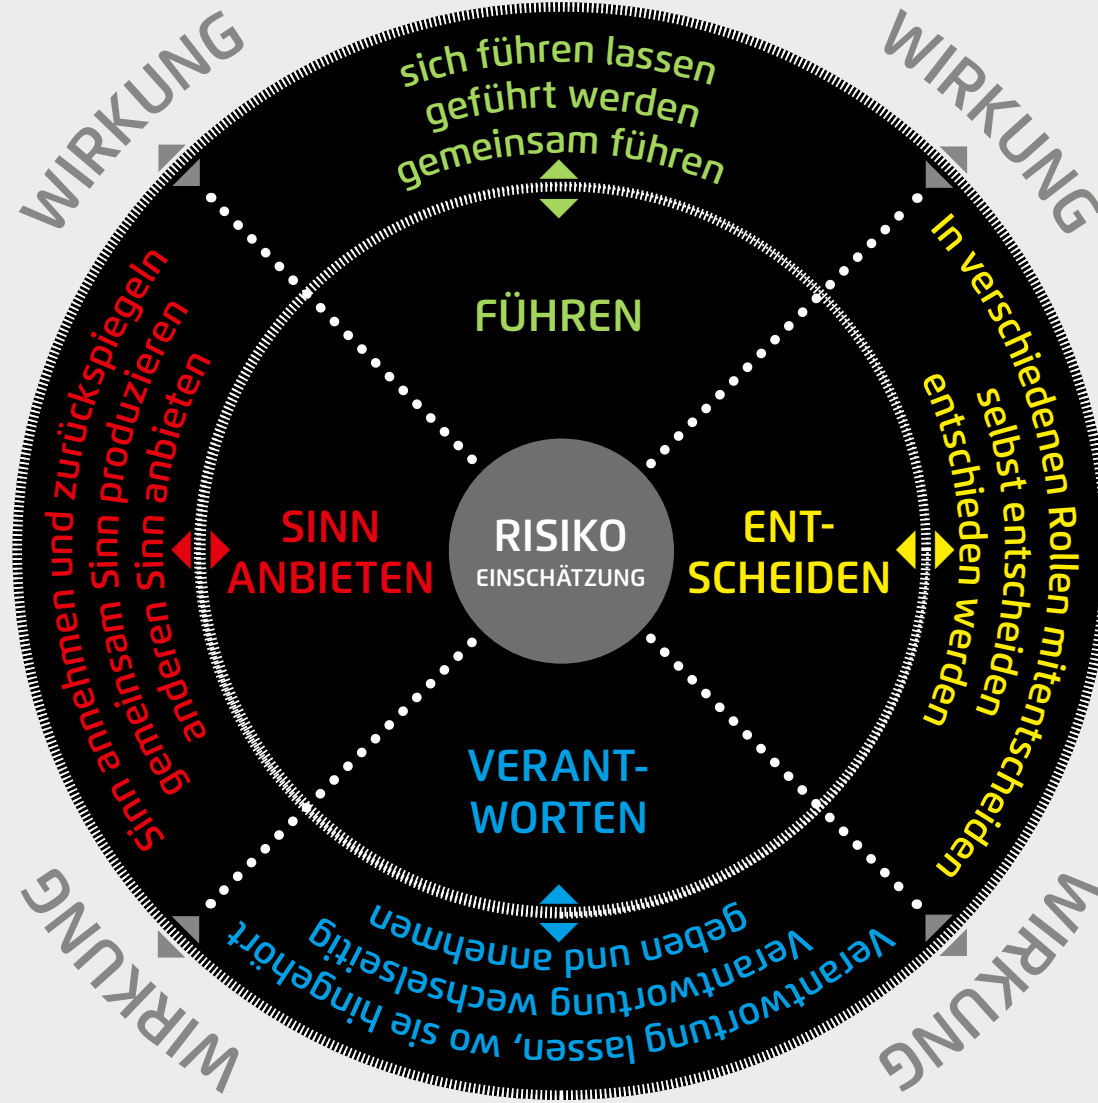 WIRKUNG
WIRKUNG
sich führen lassen
geführt werden
gemeinsam führen
FÜHREN
In verschiedenen Rollen mitentscheiden
selbst entscheiden
entschieden werden
ENT-
SCHEIDEN
RISIKO
EINSCHÄTZUNG
SINN
ANBIETEN
Sinn annehmen und zurückspiegeln
gemeinsam Sinn produzieren
anderen Sinn anbieten
VERANT-
WORTEN
Verantwortung lassen, wo sie hingehört
Verantwortung wechselseitig
geben und annehmen
WIRKUNG
WIRKUNG